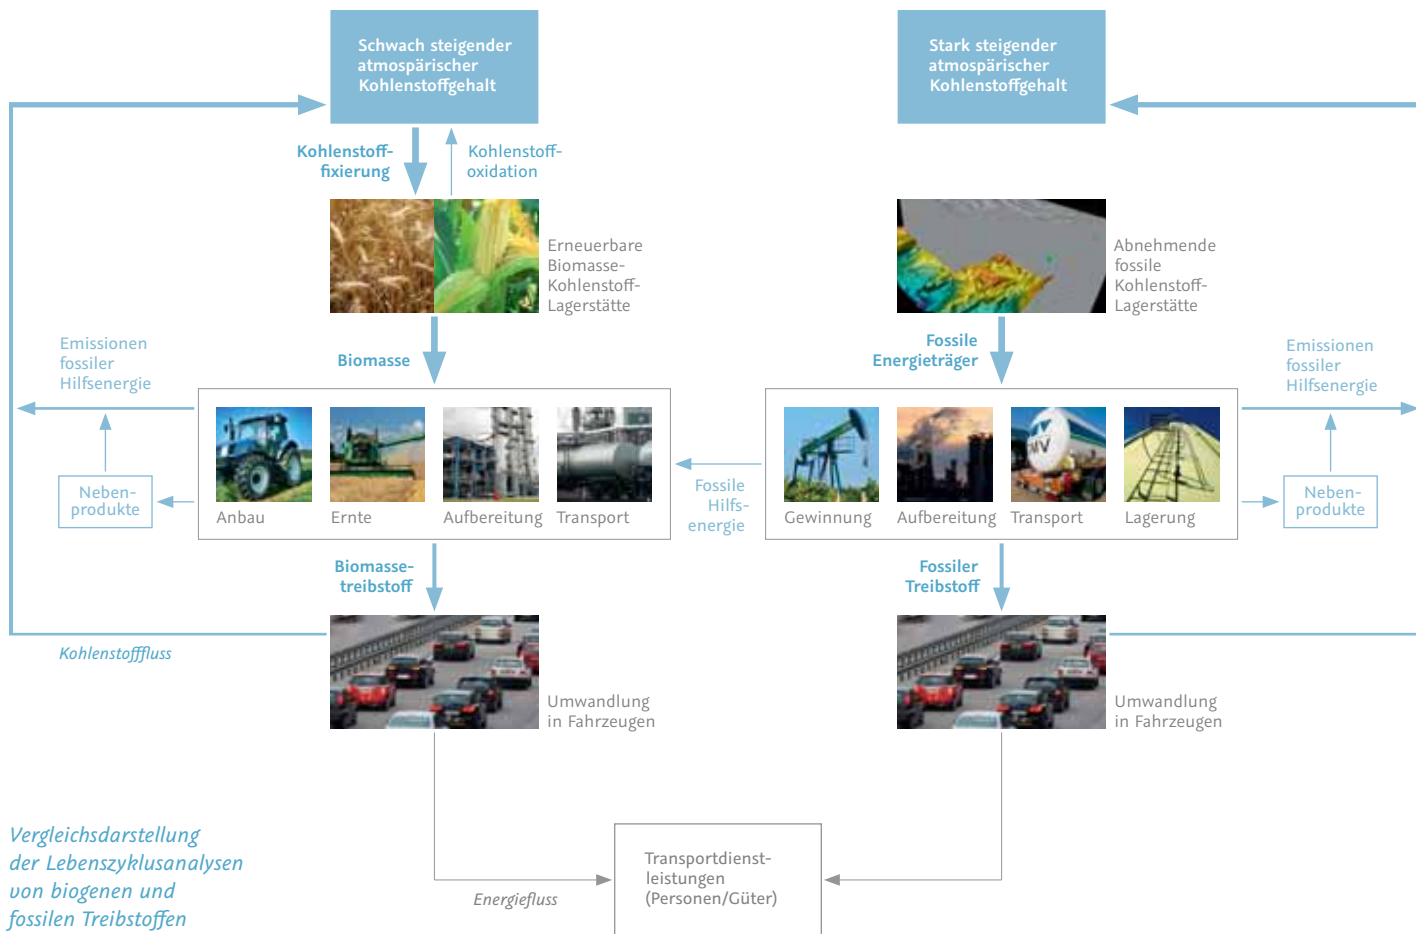 Schwach steigender
atmospärischer
Kohlenstoffgehalt
Stark steigender
atmospärischer
Kohlenstoffgehalt
Kohlenstoff-
fixierung
Kohlenstoff-
oxidation
Erneuerbare
Biomasse-
Kohlenstoff-
Lagerstätte
Abnehmende
fossile
Kohlenstoff-
Lagerstätte
Emissionen
fossiler
Hilfsenergie
Biomasse
Fossile
Energieträger
Emissionen
fossiler
Hilfsenergie
Neben-
produkte
Anbau
Ernte
Aufbereitung
Transport
Fossile
Hilfs-
energie
MV
Gewinnung
Aufbereitung
Transport
Lagerung
Neben-
produkte
Biomasse-
treibstoff
Fossiler
Treibstoff
Kohlenstofffluss
Umwandlung
in Fahrzeugen
Umwandlung
in Fahrzeugen
Vergleichsdarstellung
der Lebenszyklusanalysen
von biogenen und
fossilen Treibstoffen
Energiefluss
Transportdienst-
leistungen
(Personen/Güter)